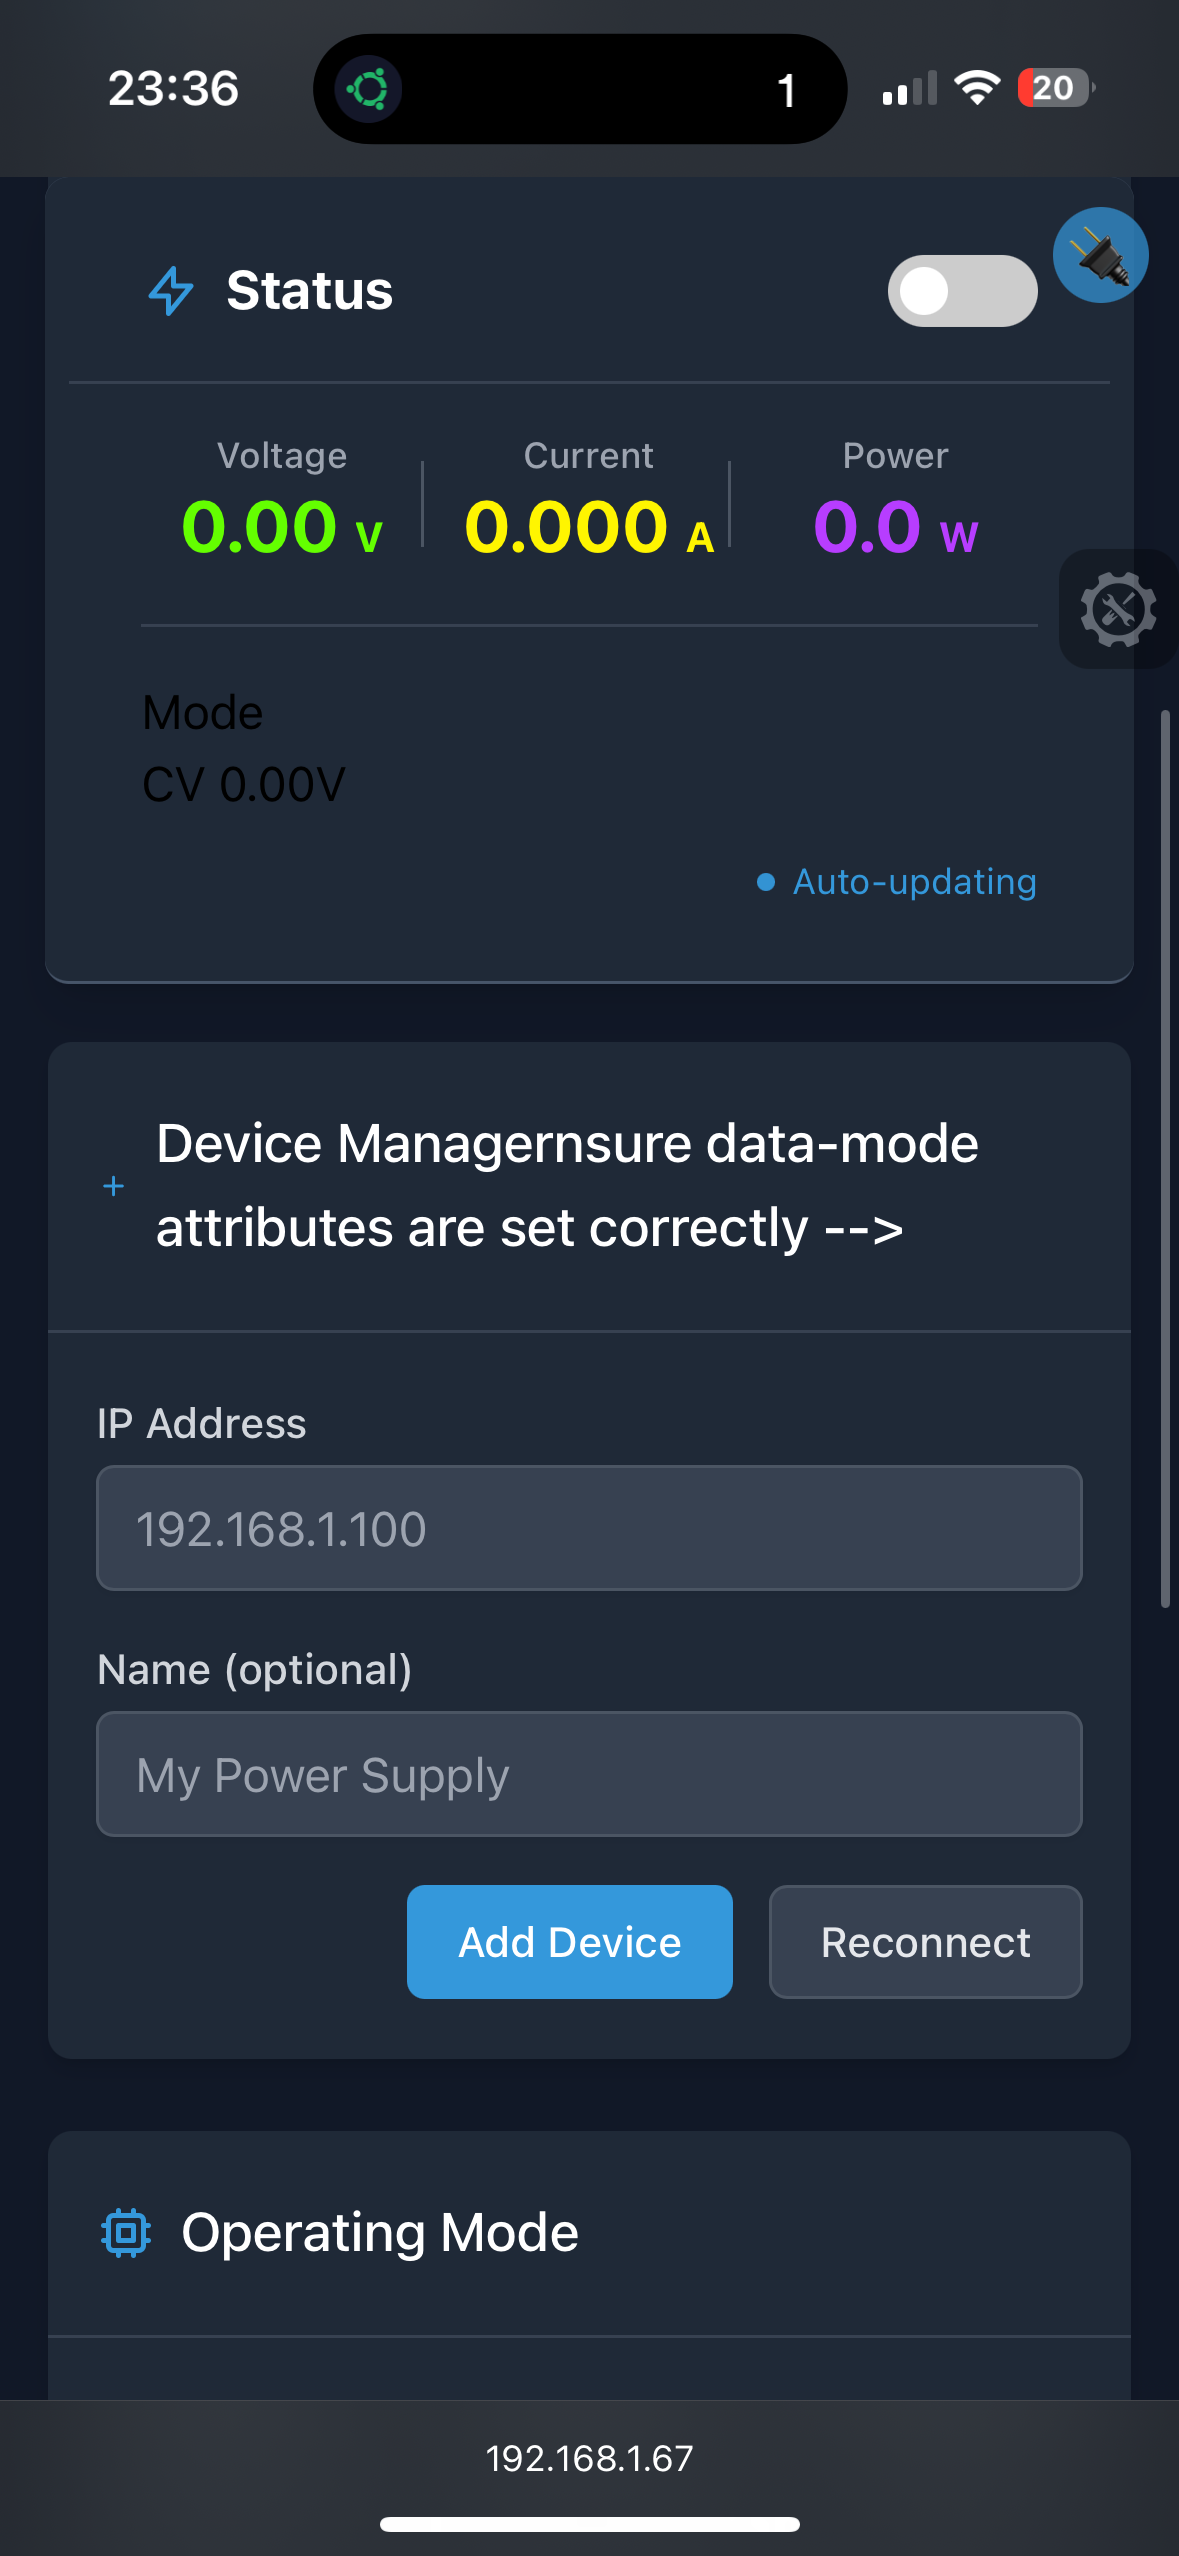 23:36
1
20
Status
Voltage
Current
Power
0.00 V
0.000 A
0.0 W
Mode
CV 0.00V
Auto-updating
Device Managernsure data-mode
attributes are set correctly -->
IP Address
192.168.1.100
Name (optional)
My Power Supply
Add Device
Reconnect
Operating Mode
192.168.1.67